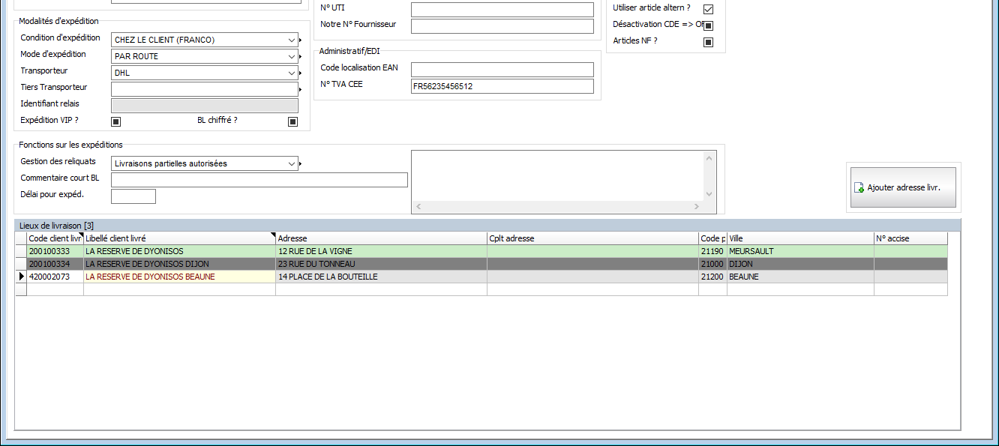 N° UTI
Utiliser article altern ?
Modalités d'expédition
Notre N° Fournisseur
Désactivation CDE => OF
Condition d'expédition
CHEZ LE CLIENT (FRANCO)
Articles NF ?
Mode d'expédition
PAR ROUTE
Administratif/EDI
Transporteur
DHL
Code localisation EAN
Tiers Transporteur
N° TVA CEE
FR56235456512
Identifiant relais
Expédition VIP ?
BL chiffré ?
Fonctions sur les expéditions
Gestion des reliquats
Livraisons partielles autorisées
Commentaire court BL
Délai pour expéd.
Ajouter adresse livr.
Lieux de livraison [3]
Code client livr Libellé client livré Adresse Cplt adresse Code p Ville N° accise
200100333 LA RESERVE DE DYONISOS 12 RUE DE LA VIGNE 21190 MEURSAULT
200100334 LA RESERVE DE DYONISOS DIJON 23 RUE DU TONNEAU 21000 DIJON
420002073 LA RESERVE DE DYONISOS BEAUNE 14 PLACE DE LA BOUTEILLE 21200 BEAUNE